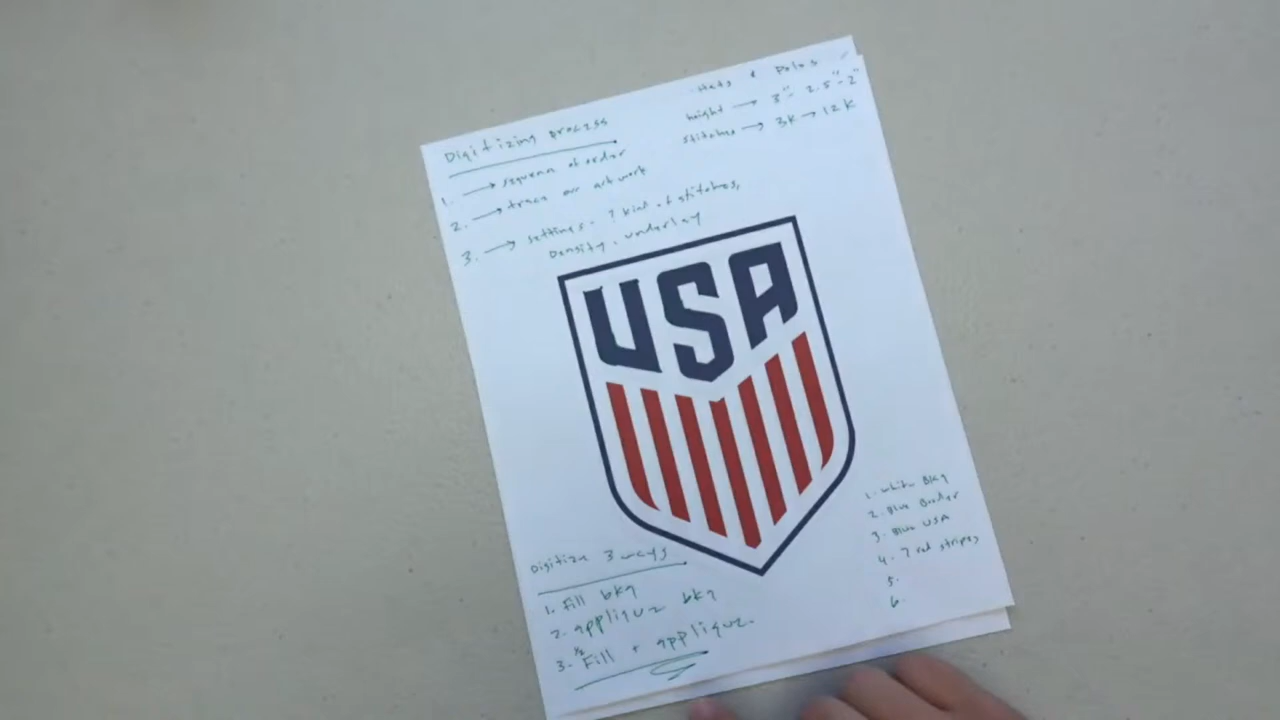 Digitizing process
1. → sequence of order
2. → trace our artwork
3. → settings - ? kind of stitches,
Density, underlay
Hats & Polos
height → 3" - 2.5" - 2"
stitches → 3K → 12K
USA
1. white Bkg
2. Blue Border
3. Blue USA
4. 7 red stripes
5.
6.
Digitize 3 ways
1. Fill bkg
2. applique bkg
3. 1/2 Fill + applique.